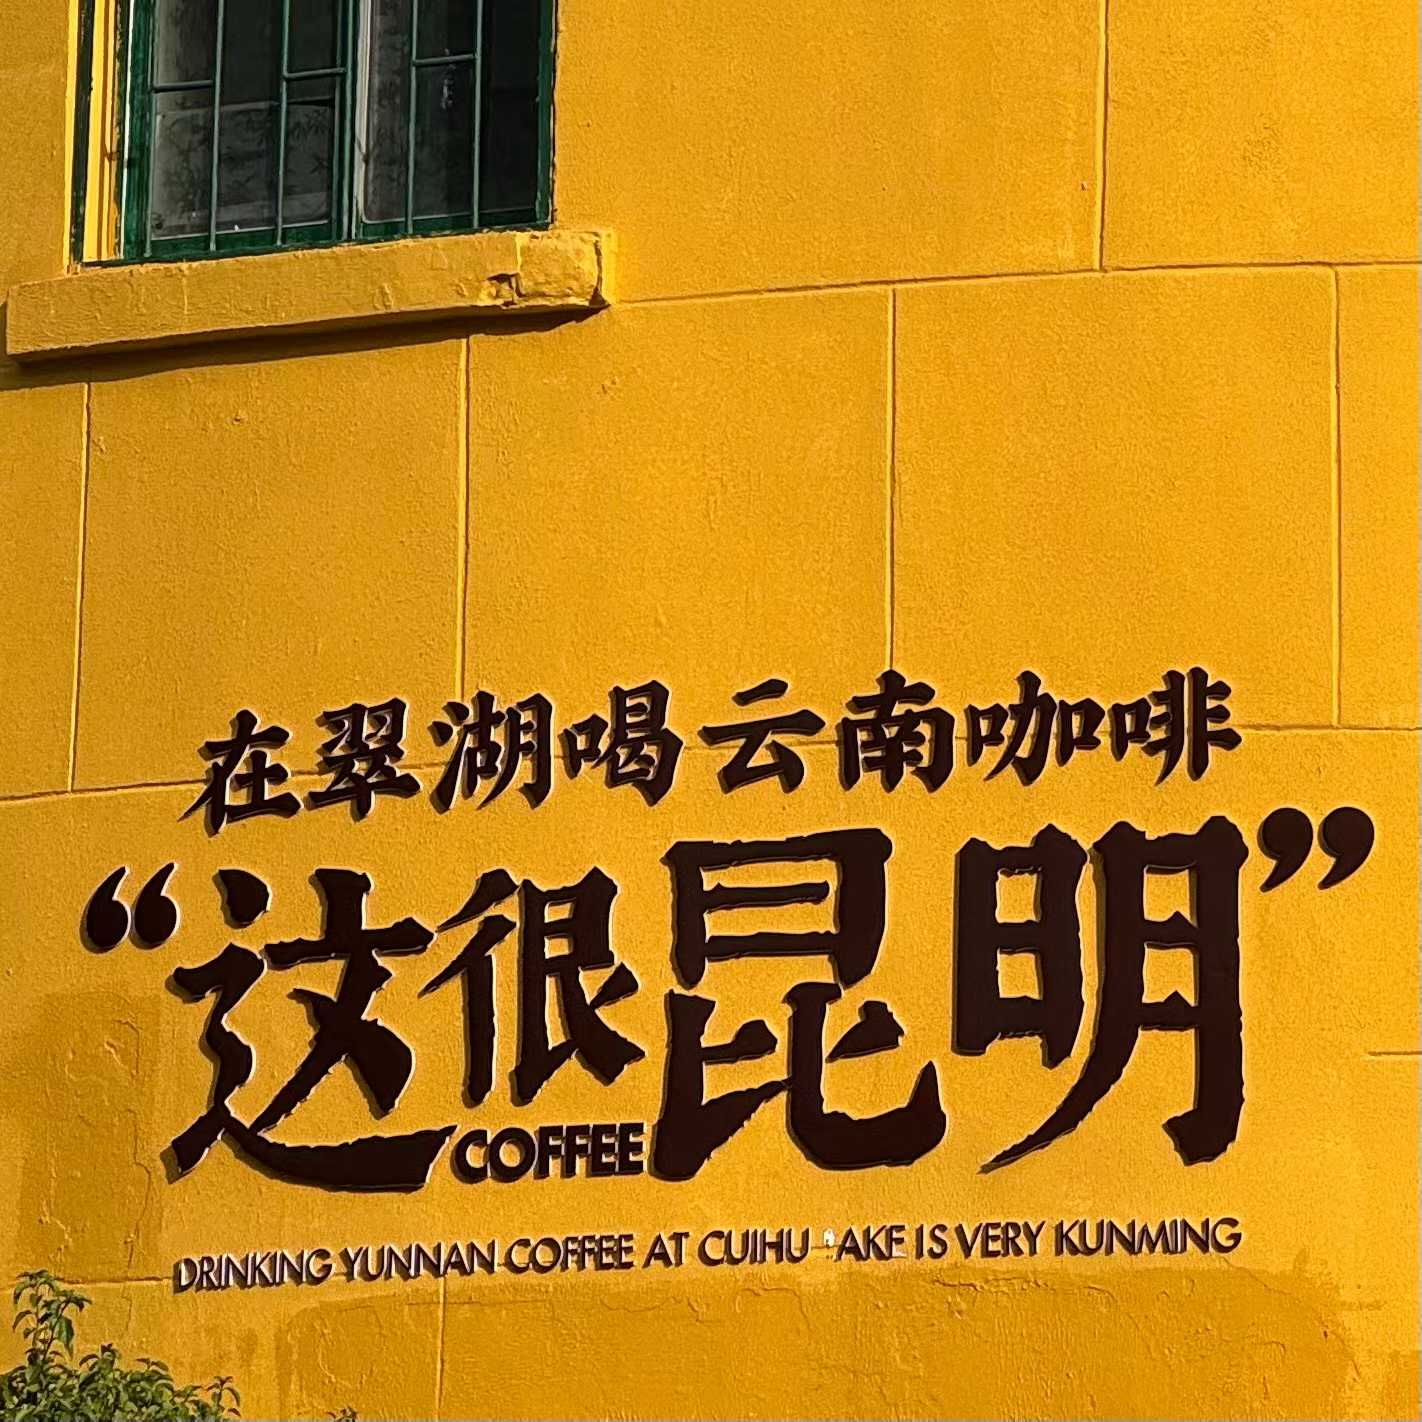 在翠湖喝云南咖啡
“这很昆明”
COFFEE
DRINKING YUNNAN COFFEE AT CUIHU AKE IS VERY KUNMING